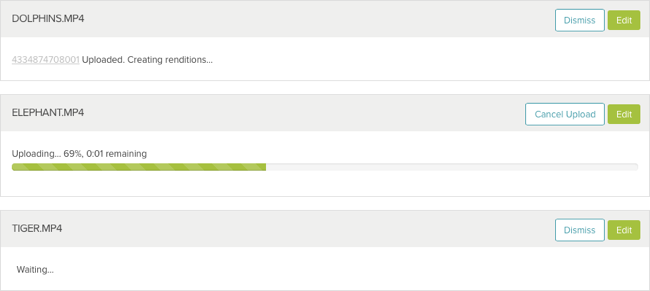 DOLPHINS.MP4
Dismiss
Edit
4334874708001 Uploaded. Creating renditions...
ELEPHANT.MP4
Cancel Upload
Edit
Uploading... 69%, 0:01 remaining
TIGER.MP4
Dismiss
Edit
Waiting...